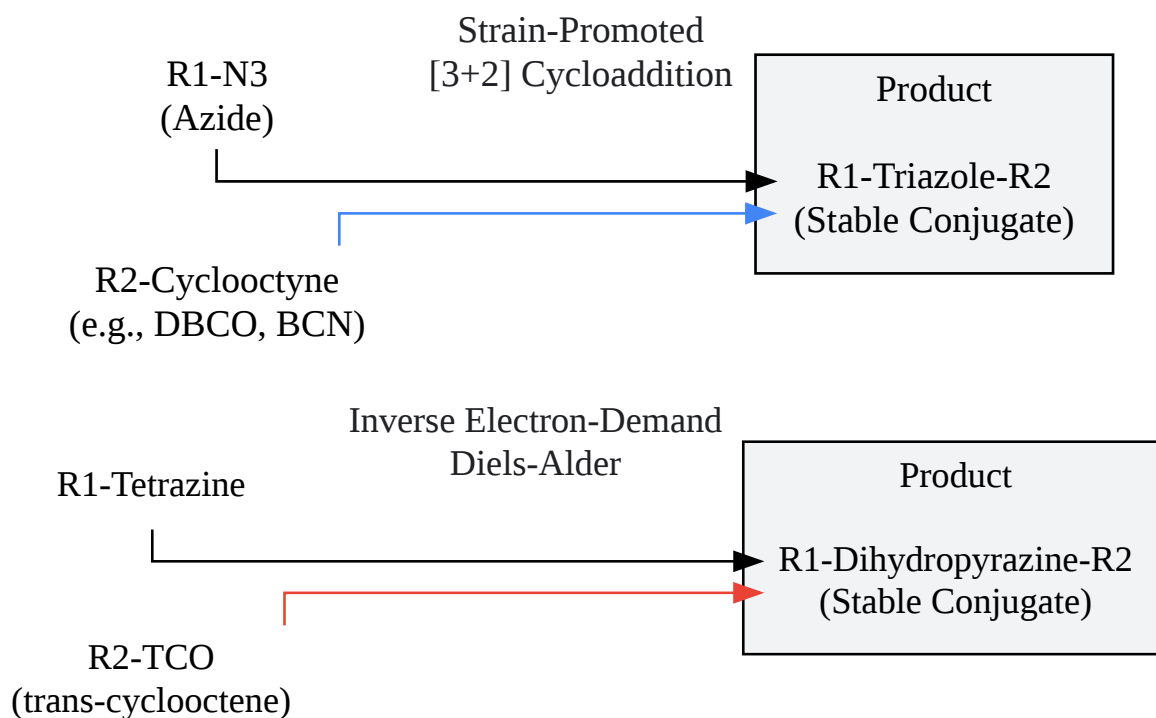 Strain-Promoted
[3+2] Cycloaddition
R1-N3
(Azide)
Product
R1-Triazole-R2
(Stable Conjugate)
R2-Cyclooctyne
(e.g., DBCO, BCN)
Inverse Electron-Demand
Diels-Alder
R1-Tetrazine
Product
R1-Dihydropyrazine-R2
(Stable Conjugate)
R2-TCO
(trans-cyclooctene)